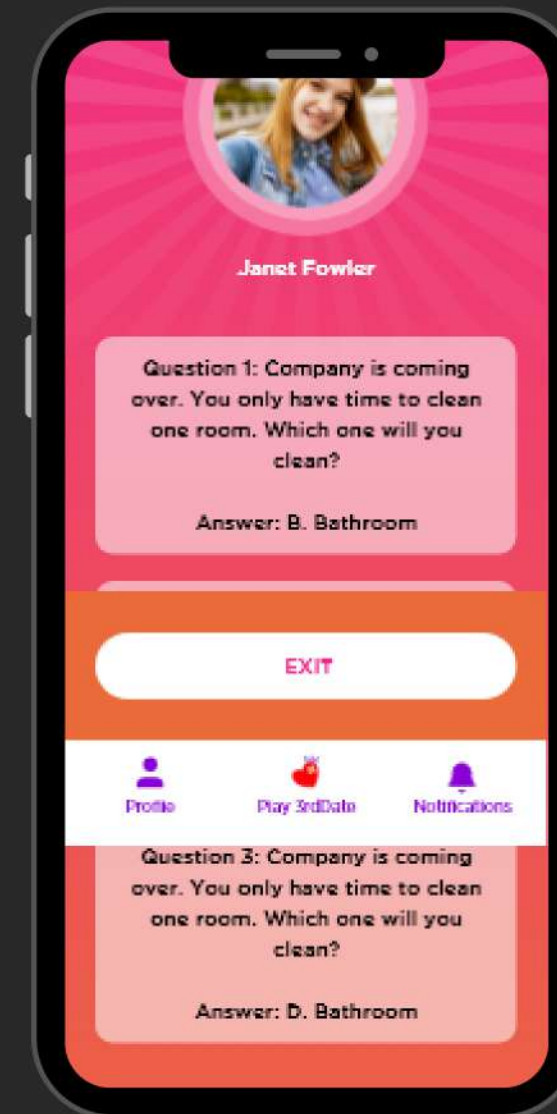 Janet Fowler
Question 1: Company is coming
over. You only have time to clean
one room. Which one will you
clean?
Answer: B. Bathroom
EXIT
Profile
Play 3rdDate
Notifications
Question 3: Company is coming
over. You only have time to clean
one room. Which one will you
clean?
Answer: D. Bathroom